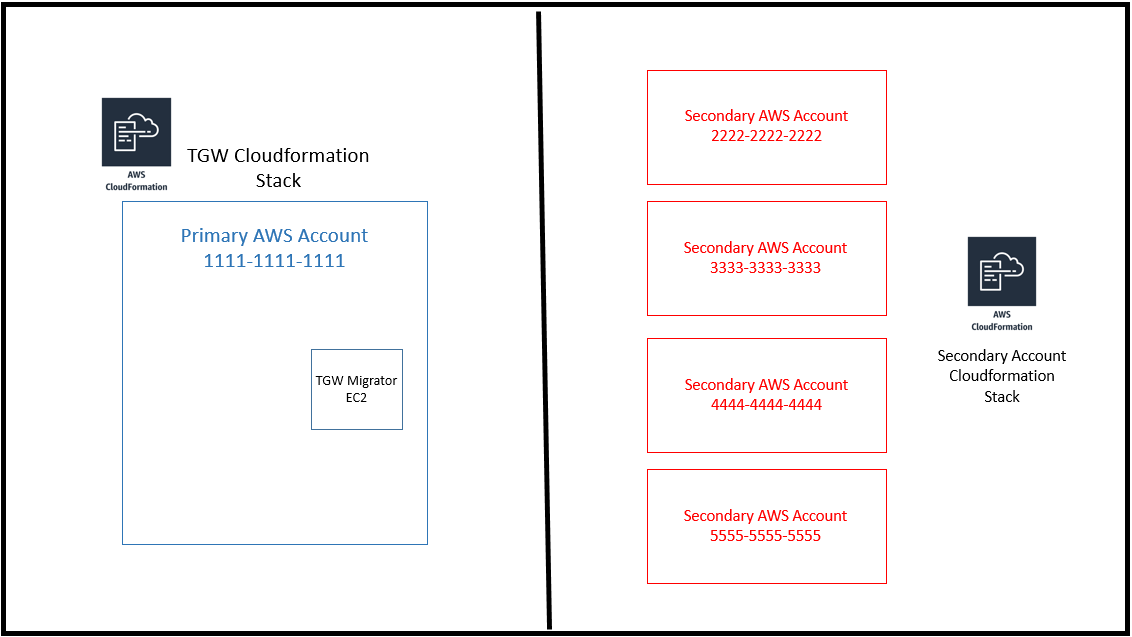 AWS
CloudFormation
TGW Cloudformation
Stack
Primary AWS Account
1111-1111-1111
TGW Migrator
EC2
Secondary AWS Account
2222-2222-2222
Secondary AWS Account
3333-3333-3333
Secondary AWS Account
4444-4444-4444
Secondary AWS Account
5555-5555-5555
AWS
CloudFormation
Secondary Account
Cloudformation
Stack